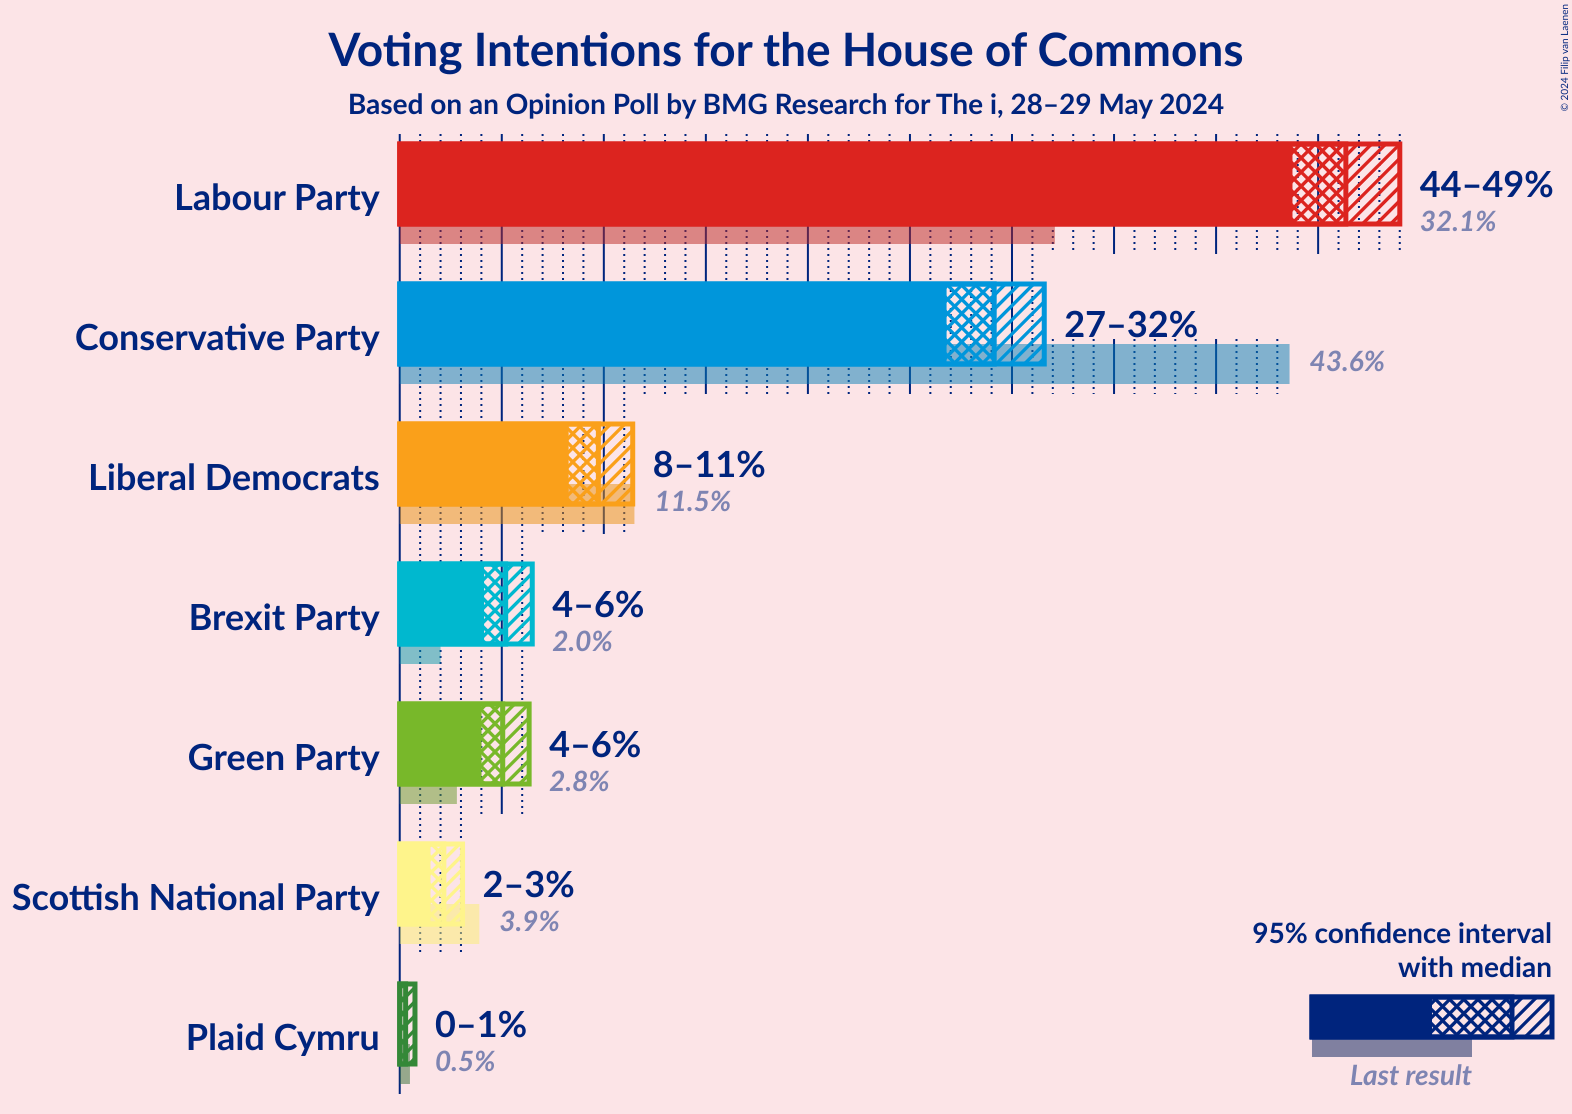 Voting Intentions for the House of Commons
Based on an Opinion Poll by BMG Research for The i, 28–29 May 2024
© 2024 Filip van Laenen
Labour Party
44–49%
32.1%
Conservative Party
27–32%
43.6%
Liberal Democrats
8–11%
11.5%
Brexit Party
4–6%
2.0%
Green Party
4–6%
2.8%
Scottish National Party
2–3%
3.9%
Plaid Cymru
0–1%
0.5%
95% confidence interval
with median
Last result